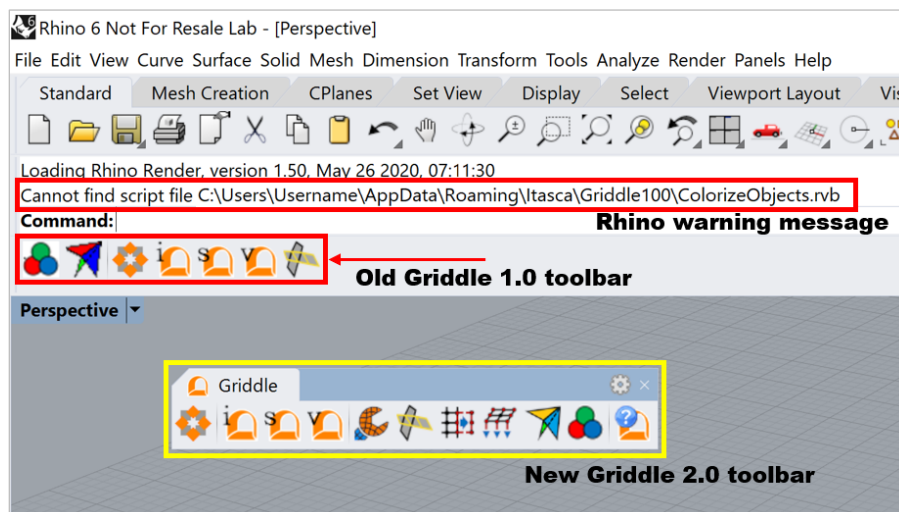 Rhino 6 Not For Resale Lab - [Perspective]
File Edit View Curve Surface Solid Mesh Dimension Transform Tools Analyze Render Panels Help
Standard Mesh Creation CPlanes Set View Display Select Viewport Layout Vis
Loading Rhino Render, version 1.50, May 26 2020, 07:11:30
Cannot find script file C:\Users\Username\AppData\Roaming\Itasca\Griddle100\ColorizeObjects.rvb
Command:
Rhino warning message
i s v
Old Griddle 1.0 toolbar
Perspective
Griddle
i s v ?
New Griddle 2.0 toolbar